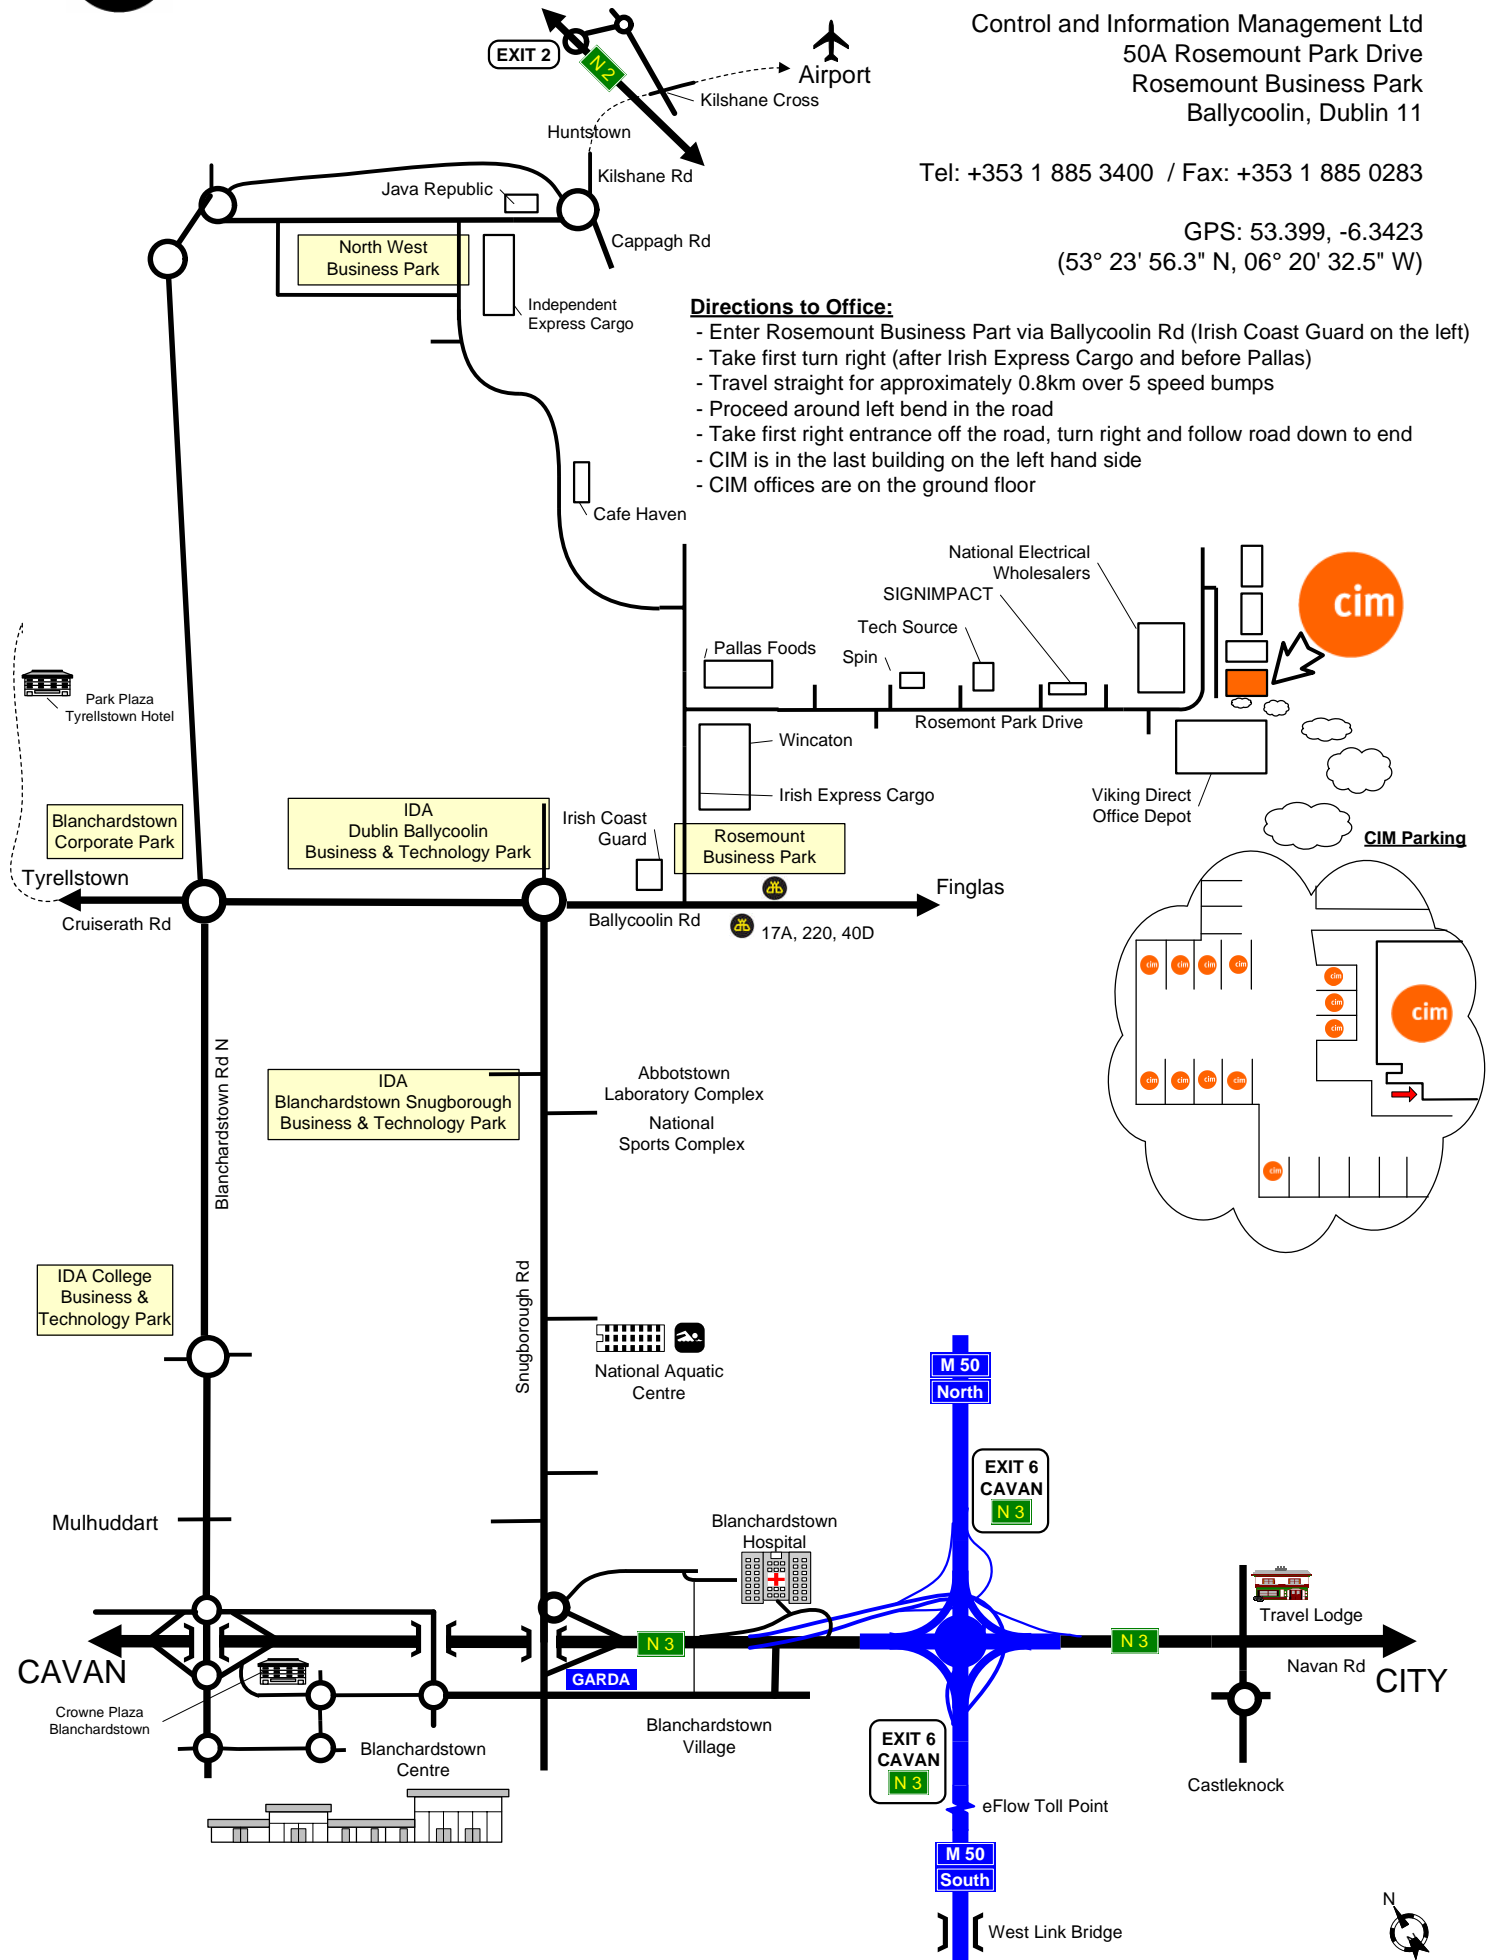 Control and Information Management Ltd
50A Rosemount Park Drive
Rosemount Business Park
Ballycoolin, Dublin 11
Tel: +353 1 885 3400 / Fax: +353 1 885 0283
GPS: 53.399, -6.3423
(53° 23' 56.3" N, 06° 20' 32.5" W)
EXIT 2
N 2
Airport
Kilshane Cross
Huntstown
Kilshane Rd
Java Republic
Cappagh Rd
North West
Business Park
Independent
Express Cargo
Directions to Office:
- Enter Rosemount Business Part via Ballycoolin Rd (Irish Coast Guard on the left)
- Take first turn right (after Irish Express Cargo and before Pallas)
- Travel straight for approximately 0.8km over 5 speed bumps
- Proceed around left bend in the road
- Take first right entrance off the road, turn right and follow road down to end
- CIM is in the last building on the left hand side
- CIM offices are on the ground floor
Cafe Haven
National Electrical
Wholesalers
SIGNIMPACT
Tech Source
Spin
Pallas Foods
cim
Rosemont Park Drive
Wincaton
Irish Express Cargo
Viking Direct
Office Depot
Park Plaza
Tyrellstown Hotel
Blanchardstown
Corporate Park
IDA
Dublin Ballycoolin
Business & Technology Park
Irish Coast
Guard
Rosemount
Business Park
Tyrellstown
Cruiserath Rd
Ballycoolin Rd
Finglas
17A, 220, 40D
CIM Parking
cim
cim
cim
cim
cim
cim
cim
cim
cim
cim
cim
cim
cim
Blanchardstown Rd N
IDA
Blanchardstown Snugborough
Business & Technology Park
Abbotstown
Laboratory Complex
National
Sports Complex
IDA College
Business &
Technology Park
Snugborough Rd
National Aquatic
Centre
M 50
North
EXIT 6
CAVAN
N 3
Mulhuddart
Blanchardstown
Hospital
Travel Lodge
N 3
N 3
CAVAN
GARDA
Navan Rd
CITY
Crowne Plaza
Blanchardstown
Blanchardstown
Centre
Blanchardstown
Village
EXIT 6
CAVAN
N 3
Castleknock
eFlow Toll Point
M 50
South
West Link Bridge
N